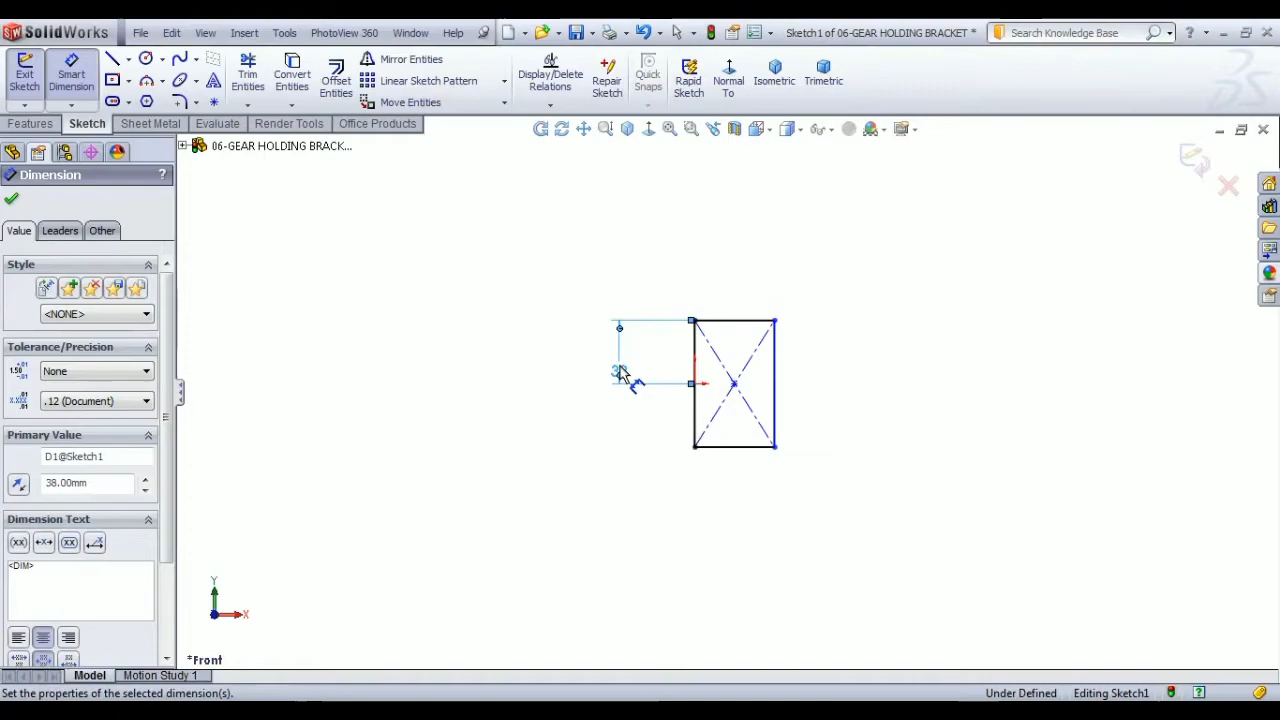 SolidWorks File Edit View Insert Tools PhotoView 360 Window Help Sketch1 of 06-GEAR HOLDING BRACKET * Search Knowledge Base
Exit Sketch Smart Dimension Trim Entities Convert Entities Offset Entities Mirror Entities Linear Sketch Pattern Move Entities Display/Delete Relations Repair Sketch Quick Snaps Rapid Sketch Normal To Isometric Trimetric
Features Sketch Sheet Metal Evaluate Render Tools Office Products
06-GEAR HOLDING BRACK...
Dimension ?
Value Leaders Other
Style
<NONE>
Tolerance/Precision
None
.12 (Document)
Primary Value
D1@Sketch1
38.00mm
Dimension Text
(xx) +x+ (xx)
<DIM>
Y
X
*Front
Model Motion Study 1
Set the properties of the selected dimension(s). Under Defined Editing Sketch1